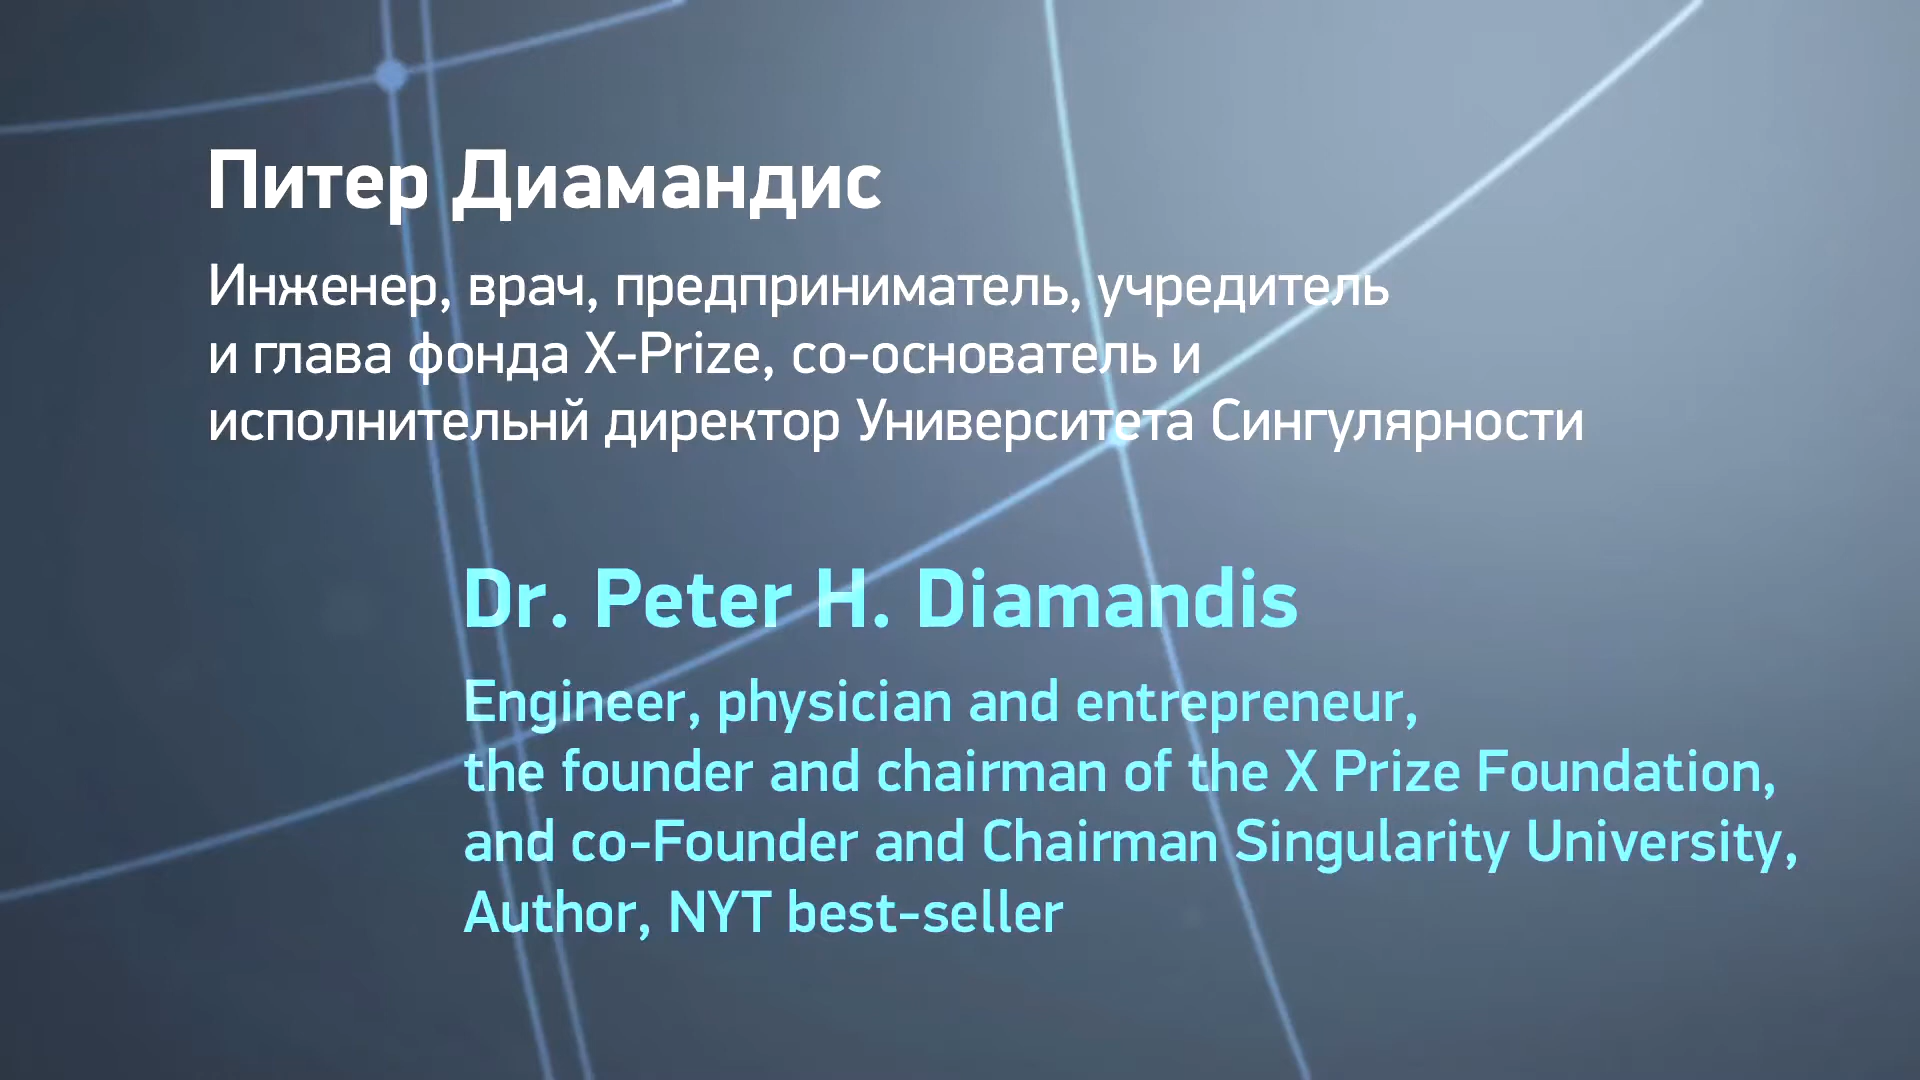 Питер Диамандис
Инженер, врач, предприниматель, учредитель
и глава фонда X-Prize, со-основатель и
исполнительнй директор Университета Сингулярности
Dr. Peter H. Diamandis
Engineer, physician and entrepreneur,
the founder and chairman of the X Prize Foundation,
and co-Founder and Chairman Singularity University,
Author, NYT best-seller